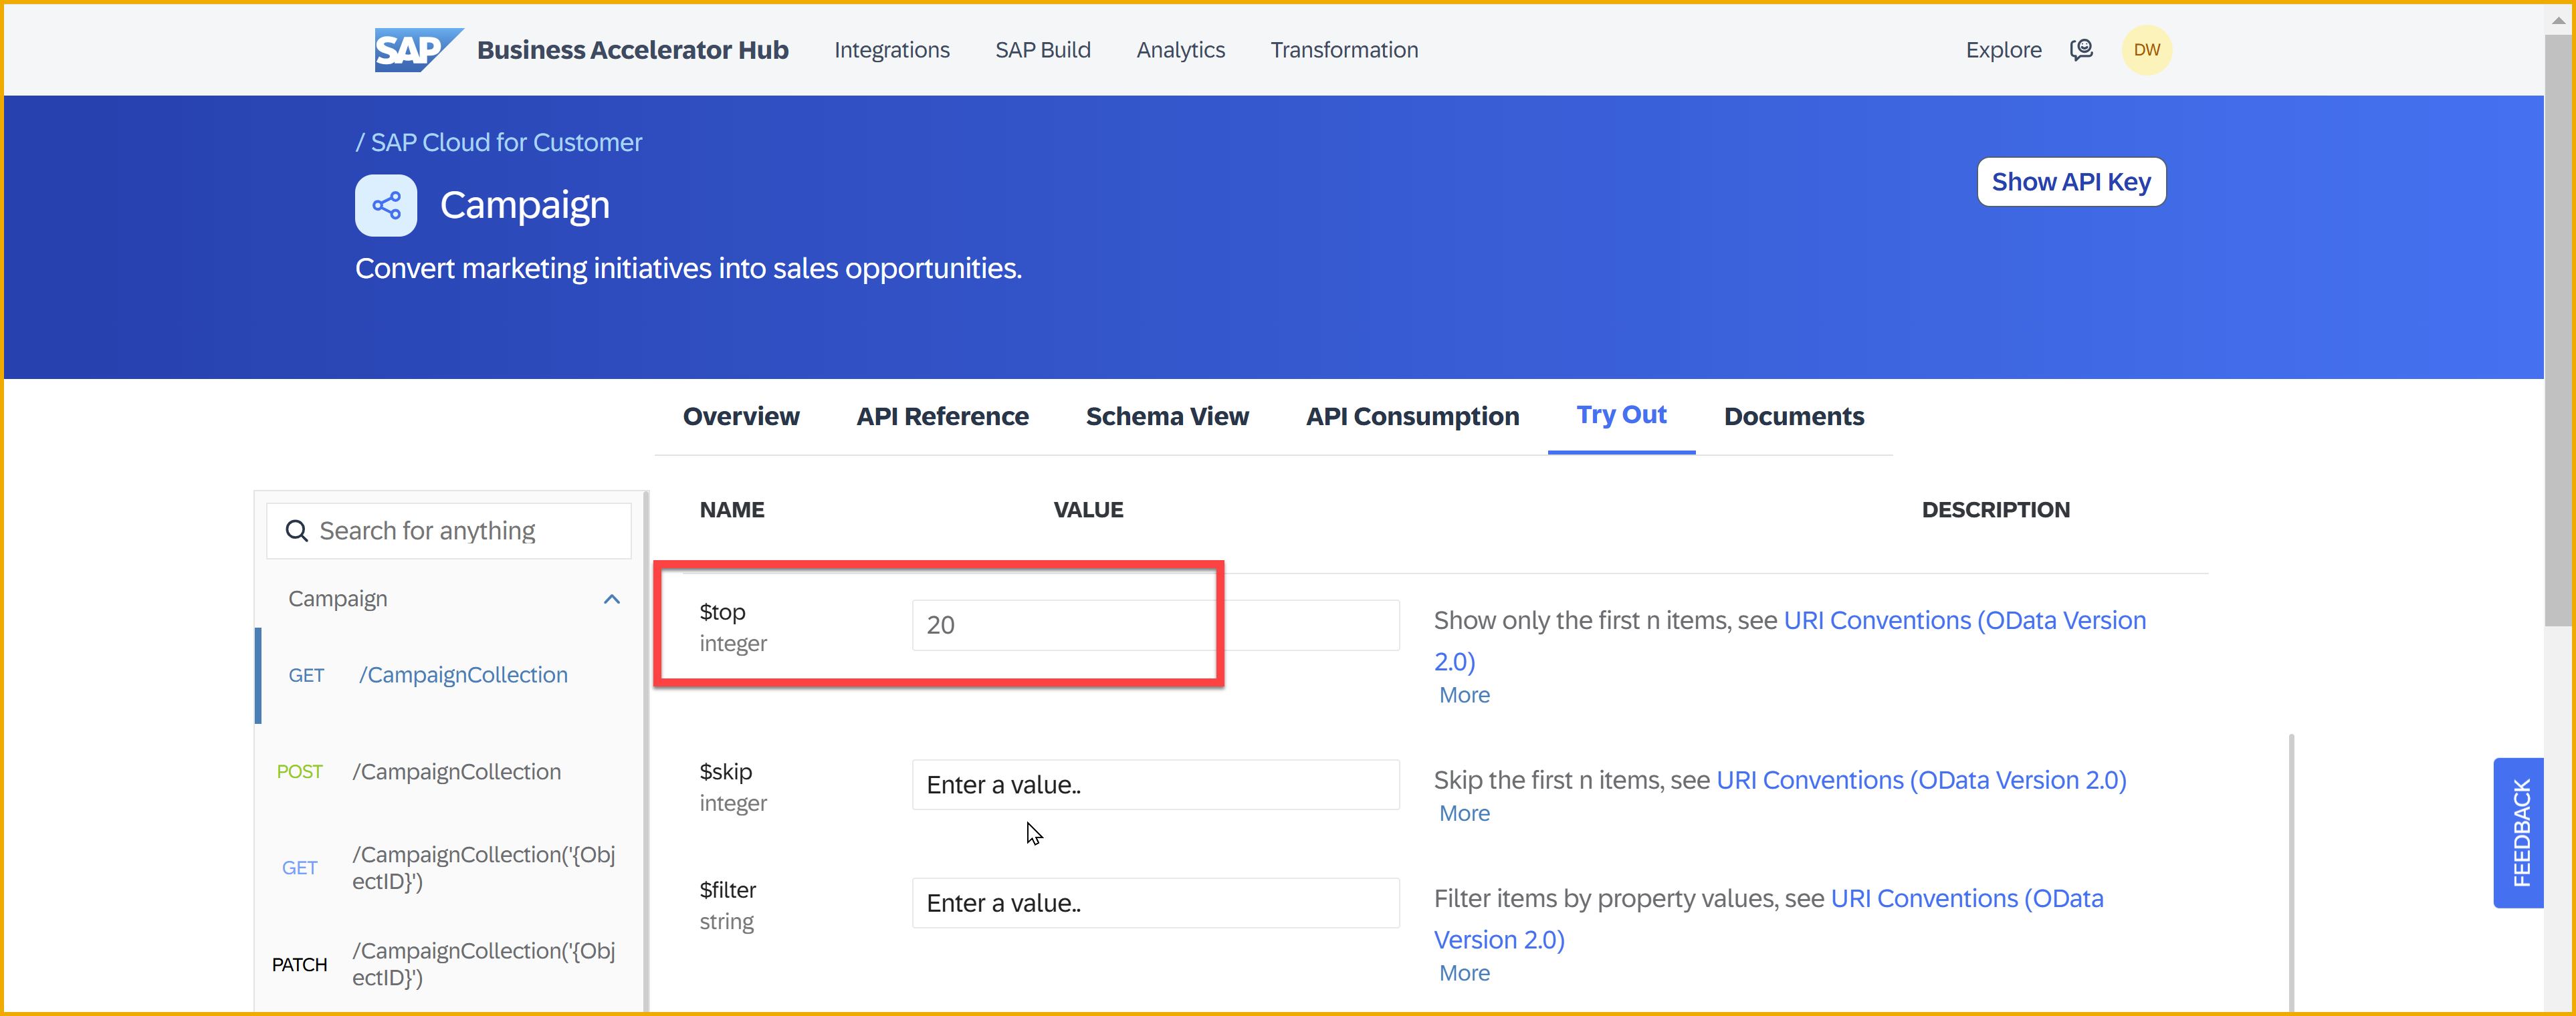 SAP Business Accelerator Hub Integrations SAP Build Analytics Transformation Explore DW
/ SAP Cloud for Customer
Show API Key
Campaign
Convert marketing initiatives into sales opportunities.
Overview API Reference Schema View API Consumption Try Out Documents
Search for anything
Campaign
GET /CampaignCollection
POST /CampaignCollection
GET /CampaignCollection('{Obj
ectID}')
PATCH /CampaignCollection('{Obj
ectID}')
NAME VALUE DESCRIPTION
$top
integer
20
Show only the first n items, see URI Conventions (OData Version
2.0)
More
$skip
integer
Enter a value..
Skip the first n items, see URI Conventions (OData Version 2.0)
More
$filter
string
Enter a value..
Filter items by property values, see URI Conventions (OData
Version 2.0)
More
FEEDBACK